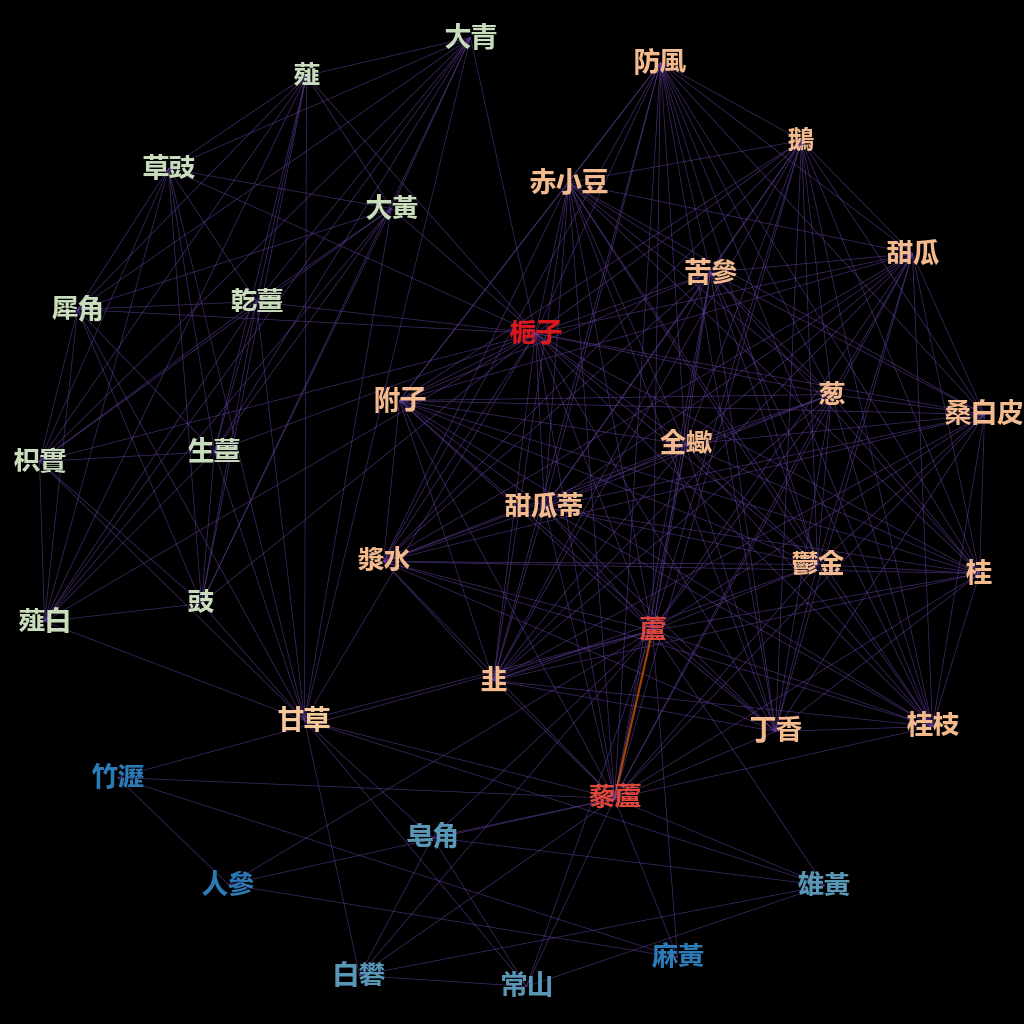 大青
防風
薤
鵝
草豉
赤小豆
大黃
甜瓜
苦參
犀角
乾薑
梔子
附子
葱
桑白皮
全蠍
枳實
生薑
甜瓜蒂
漿水
鬱金
桂
豉
薤白
蘆
韭
甘草
丁香
桂枝
竹瀝
藜蘆
皂角
人參
雄黃
麻黃
白礬
常山